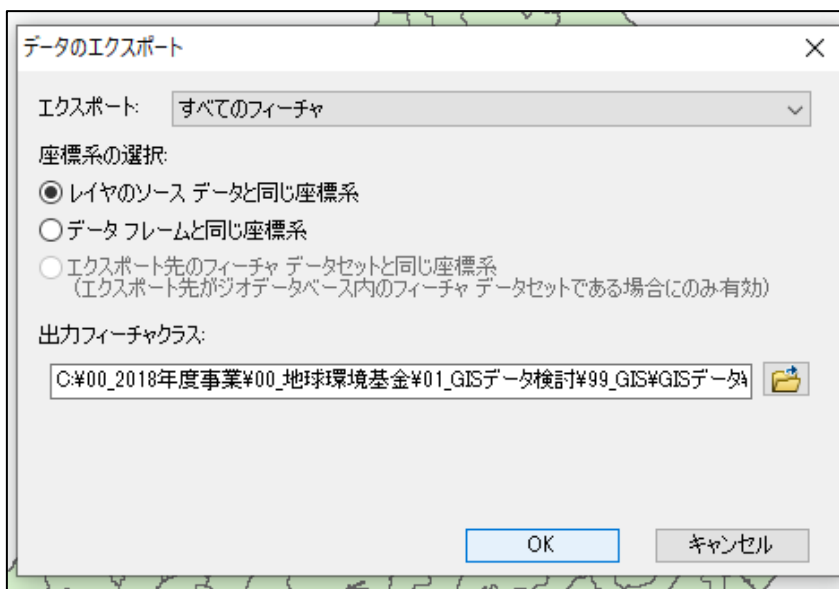 データのエクスポート
エクスポート: すべてのフィーチャ
座標系の選択:
レイヤのソース データと同じ座標系
データ フレームと同じ座標系
エクスポート先のフィーチャ データセットと同じ座標系
(エクスポート先がジオデータベース内のフィーチャ データセットである場合にのみ有効)
出力フィーチャクラス:
C:¥00_2018年度事業¥00_地球環境基金¥01_GISデータ検討¥99_GIS¥GISデータ¥
OK キャンセル